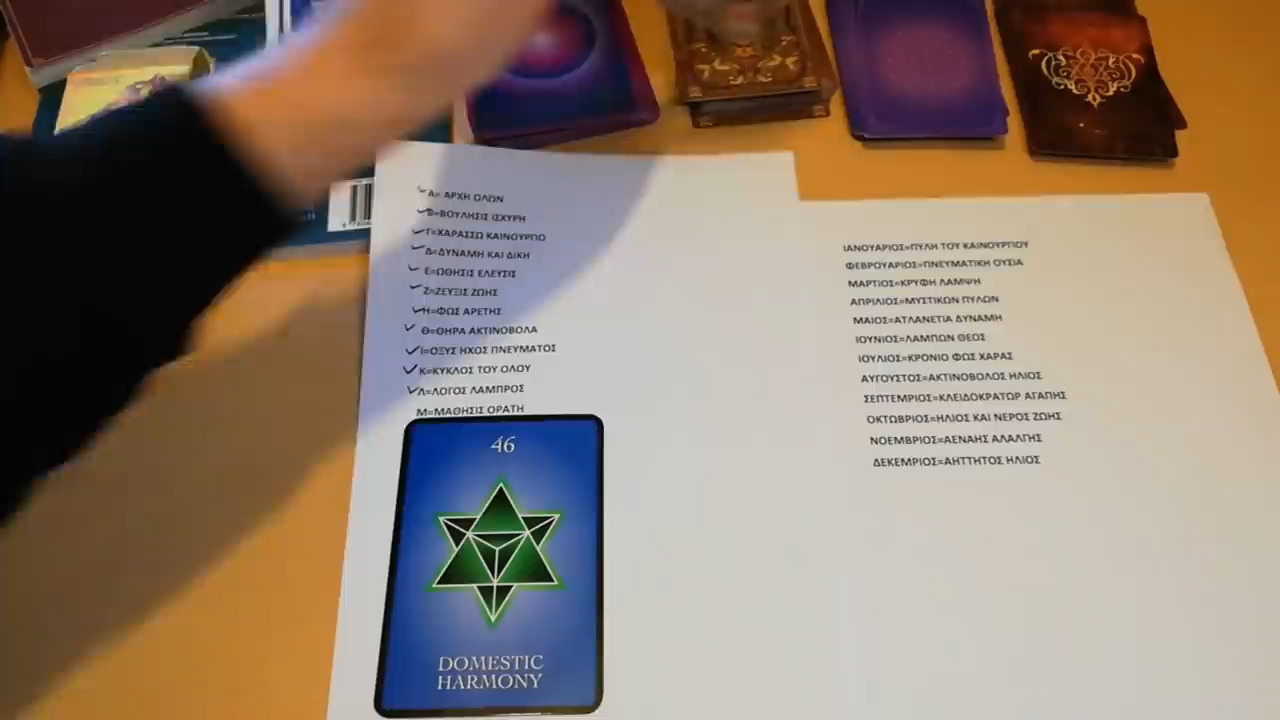 Α= ΑΡΧΗ ΟΛΩΝ
Β=ΒΟΥΛΗΣΙΣ ΙΣΧΥΡΗ
Γ=ΧΑΡΑΣΣΩ ΚΑΙΝΟΥΡΓΙΟ
Δ=ΔΥΝΑΜΗ ΚΑΙ ΔΙΚΗ
Ε=ΩΘΗΣΙΣ ΕΛΕΥΣΙΣ
Ζ=ΖΕΥΞΙΣ ΖΩΗΣ
Η=ΦΩΣ ΑΡΕΤΗΣ
Θ=ΘΗΡΑ ΑΚΤΙΝΟΒΟΛΑ
Ι=ΟΞΥΣ ΗΧΟΣ ΠΝΕΥΜΑΤΟΣ
Κ=ΚΥΚΛΟΣ ΤΟΥ ΟΛΟΥ
Λ=ΛΟΓΟΣ ΛΑΜΠΡΟΣ
Μ=ΜΑΘΗΣΙΣ ΟΡΑΤΗ
46
DOMESTIC
HARMONY
ΙΑΝΟΥΑΡΙΟΣ=ΠΥΛΗ ΤΟΥ ΚΑΙΝΟΥΡΓΙΟΥ
ΦΕΒΡΟΥΑΡΙΟΣ=ΠΝΕΥΜΑΤΙΚΗ ΟΥΣΙΑ
ΜΑΡΤΙΟΣ=ΚΡΥΦΗ ΛΑΜΨΗ
ΑΠΡΙΛΙΟΣ=ΜΥΣΤΙΚΩΝ ΠΥΛΩΝ
ΜΑΙΟΣ=ΑΤΛΑΝΕΤΙΑ ΔΥΝΑΜΗ
ΙΟΥΝΙΟΣ=ΛΑΜΠΩΝ ΘΕΟΣ
ΙΟΥΛΙΟΣ=ΚΡΟΝΙΟ ΦΩΣ ΧΑΡΑΣ
ΑΥΓΟΥΣΤΟΣ=ΑΚΤΙΝΟΒΟΛΟΣ ΗΛΙΟΣ
ΣΕΠΤΕΜΡΙΟΣ=ΚΛΕΙΔΟΚΡΑΤΩΡ ΑΓΑΠΗΣ
ΟΚΤΩΒΡΙΟΣ=ΗΛΙΟΣ ΚΑΙ ΝΕΡΟΣ ΖΩΗΣ
ΝΟΕΜΒΡΙΟΣ=ΑΕΝΑΗΣ ΑΛΑΛΓΗΣ
ΔΕΚΕΜΡΙΟΣ=ΑΗΤΤΗΤΟΣ ΗΛΙΟΣ